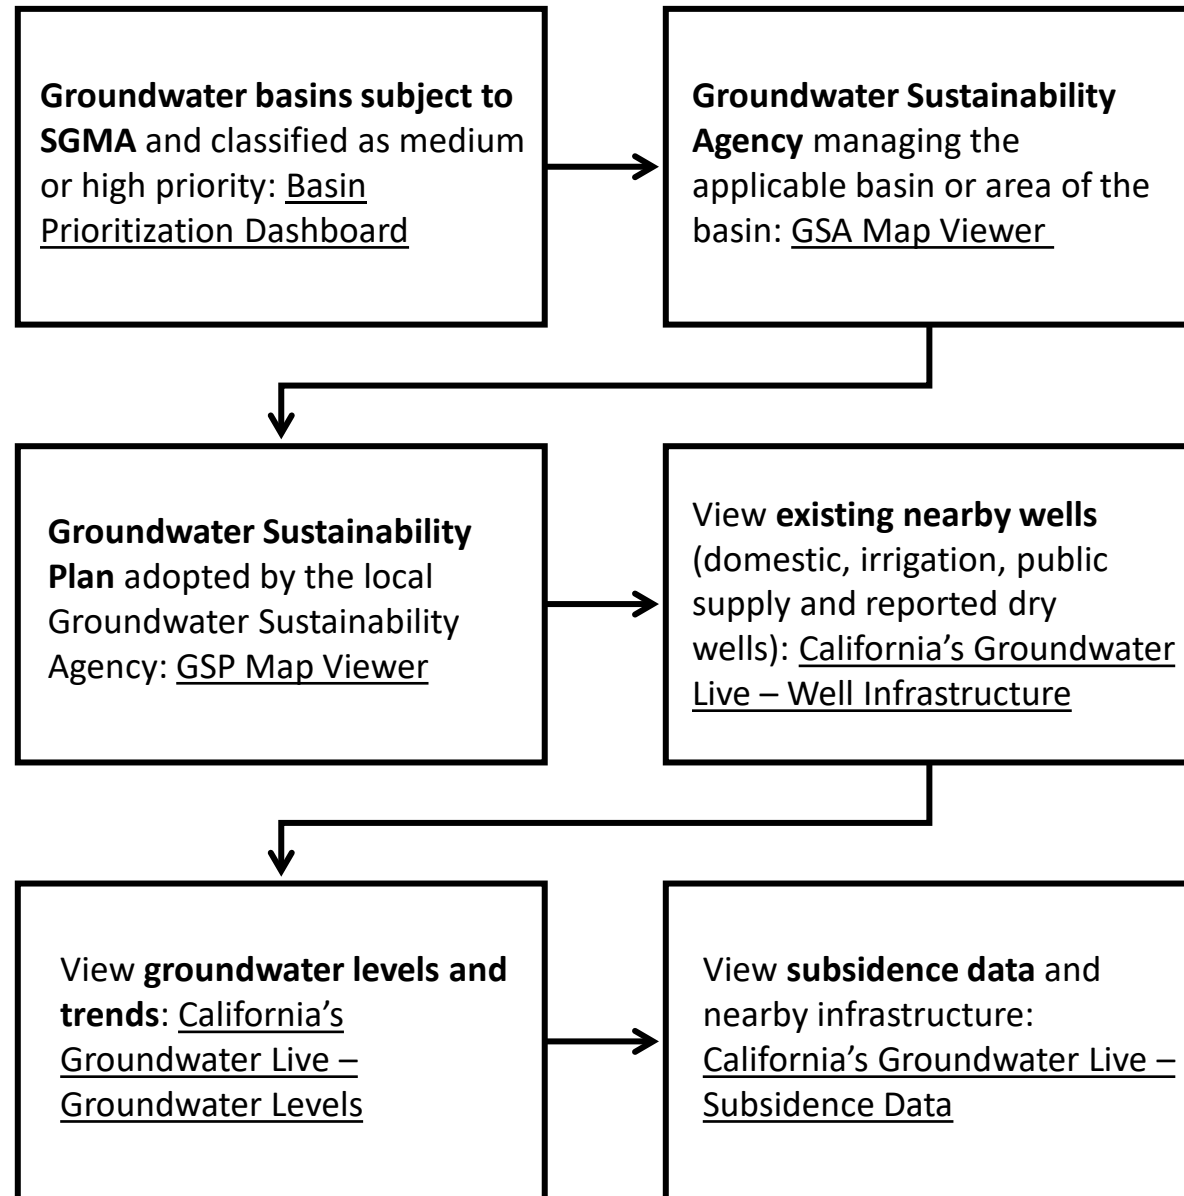 Groundwater basins subject to
SGMA and classified as medium
or high priority: Basin
Prioritization Dashboard
Groundwater Sustainability
Agency managing the
applicable basin or area of the
basin: GSA Map Viewer
Groundwater Sustainability
Plan adopted by the local
Groundwater Sustainability
Agency: GSP Map Viewer
View existing nearby wells
(domestic, irrigation, public
supply and reported dry
wells): California’s Groundwater
Live – Well Infrastructure
View groundwater levels and
trends: California’s
Groundwater Live –
Groundwater Levels
View subsidence data and
nearby infrastructure:
California’s Groundwater Live –
Subsidence Data